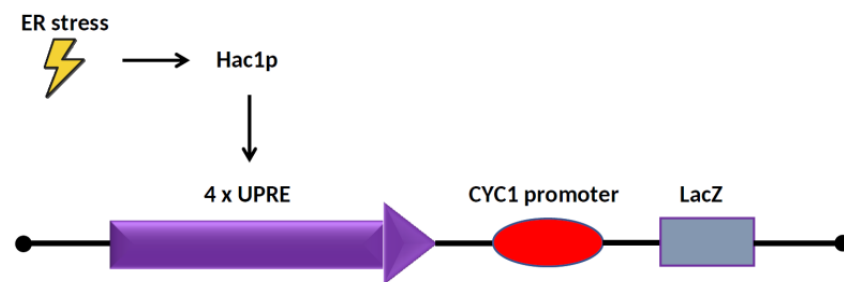 ER stress
Hac1p
4 x UPRE
CYC1 promoter
LacZ